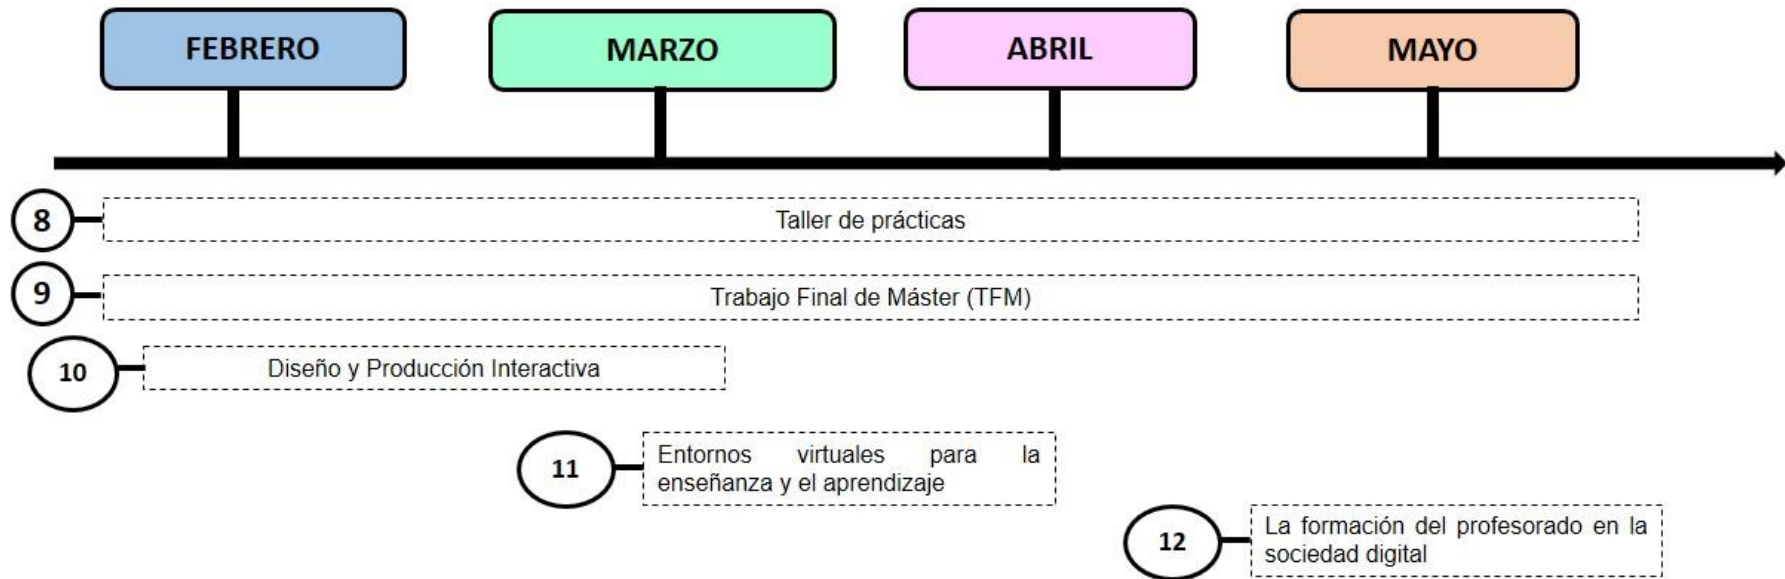 FEBRERO
MARZO
ABRIL
MAYO
8
Taller de prácticas
9
Trabajo Final de Máster (TFM)
10
Diseño y Producción Interactiva
11
Entornos virtuales para la
enseñanza y el aprendizaje
12
La formación del profesorado en la
sociedad digital